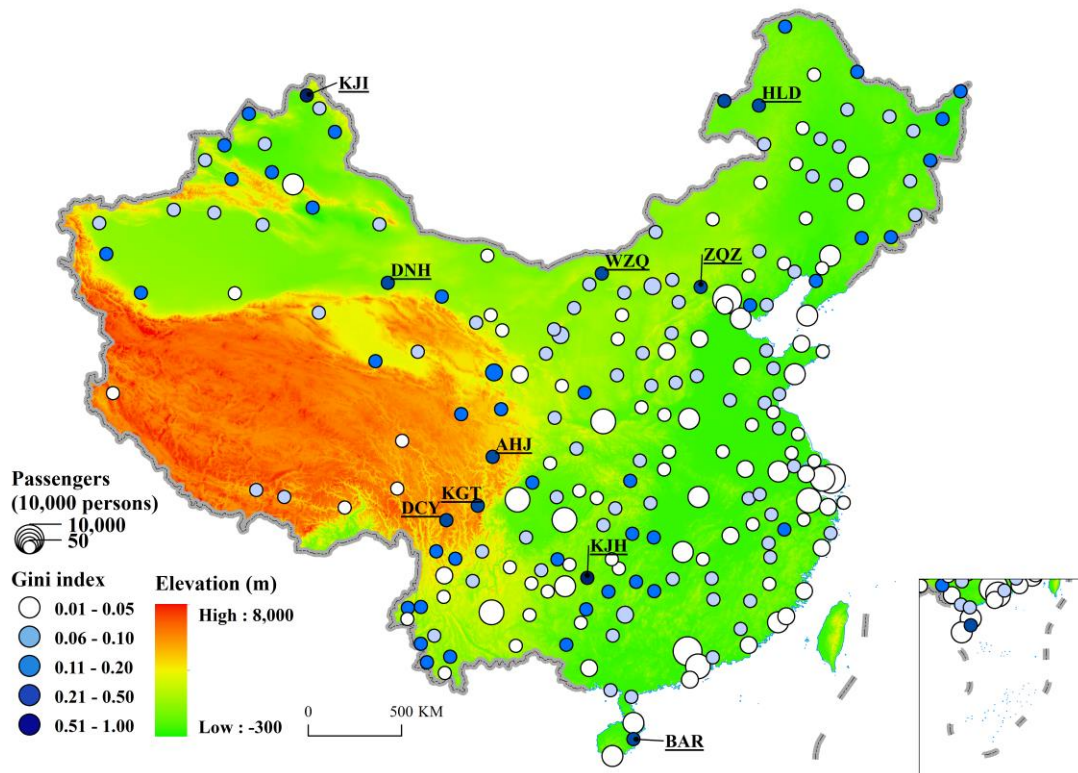 KJI
HLD
DNH
WZQ
ZQZ
AHJ
KGT
DCY
KJH
BAR
Passengers
(10,000 persons)
10,000
50
Gini index
0.01 - 0.05
0.06 - 0.10
0.11 - 0.20
0.21 - 0.50
0.51 - 1.00
Elevation (m)
High : 8,000
Low : -300
0 500 KM